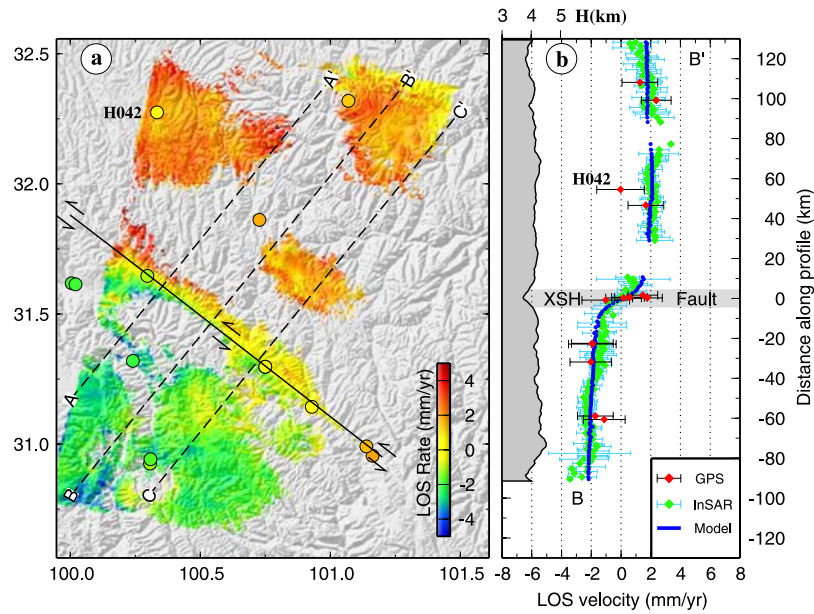 3 4 5 H(km)
32.5
32.0
31.5
31.0
100.0 100.5 101.0 101.5
a
H042
A'
B'
C'
A
B
C
LOS Rate (mm/yr)
4
2
0
-2
-4
b
B'
H042
XSH Fault
B
GPS
InSAR
Model
-8 -6 -4 -2 0 2 4 6 8
LOS velocity (mm/yr)
120
100
80
60
40
20
0
-20
-40
-60
-80
-100
-120
Distance along profile (km)